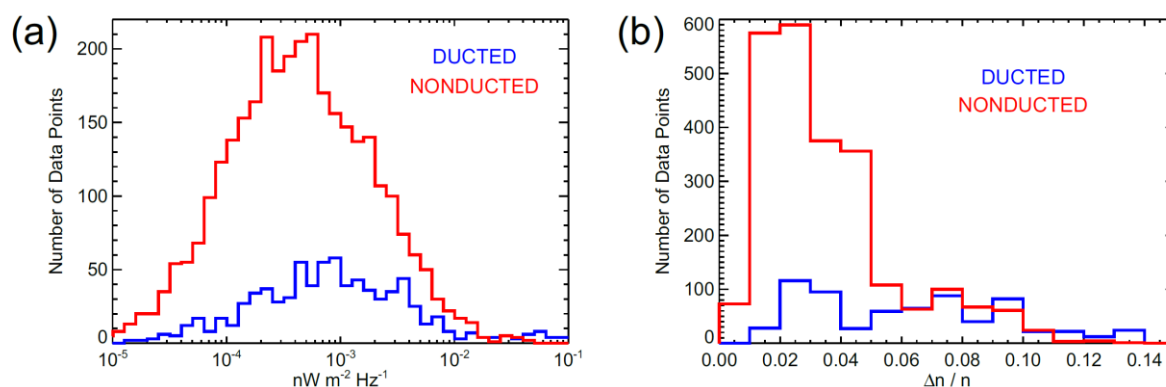 (a)
200
150
100
50
0
Number of Data Points
DUCTED
NONDUCTED
10⁻⁵
10⁻⁴
10⁻³
10⁻²
10⁻¹
nW m⁻² Hz⁻¹
(b)
600
500
400
300
200
100
0
Number of Data Points
DUCTED
NONDUCTED
0.00
0.02
0.04
0.06
0.08
0.10
0.12
0.14
Δn / n